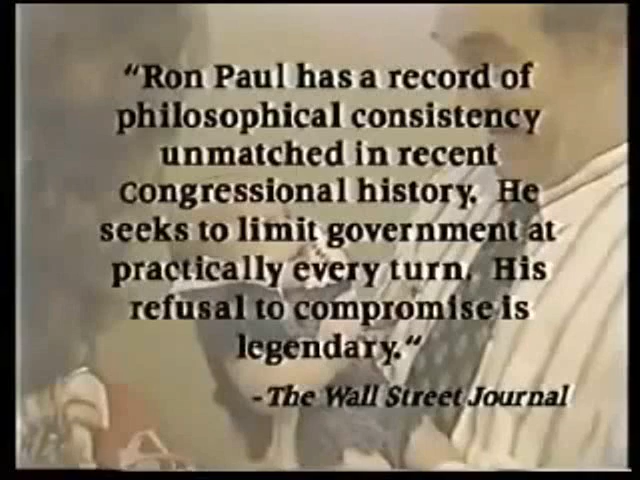 “Ron Paul has a record of
philosophical consistency
unmatched in recent
Congressional history. He
seeks to limit government at
practically every turn. His
refusal to compromise is
legendary.“
- The Wall Street Journal